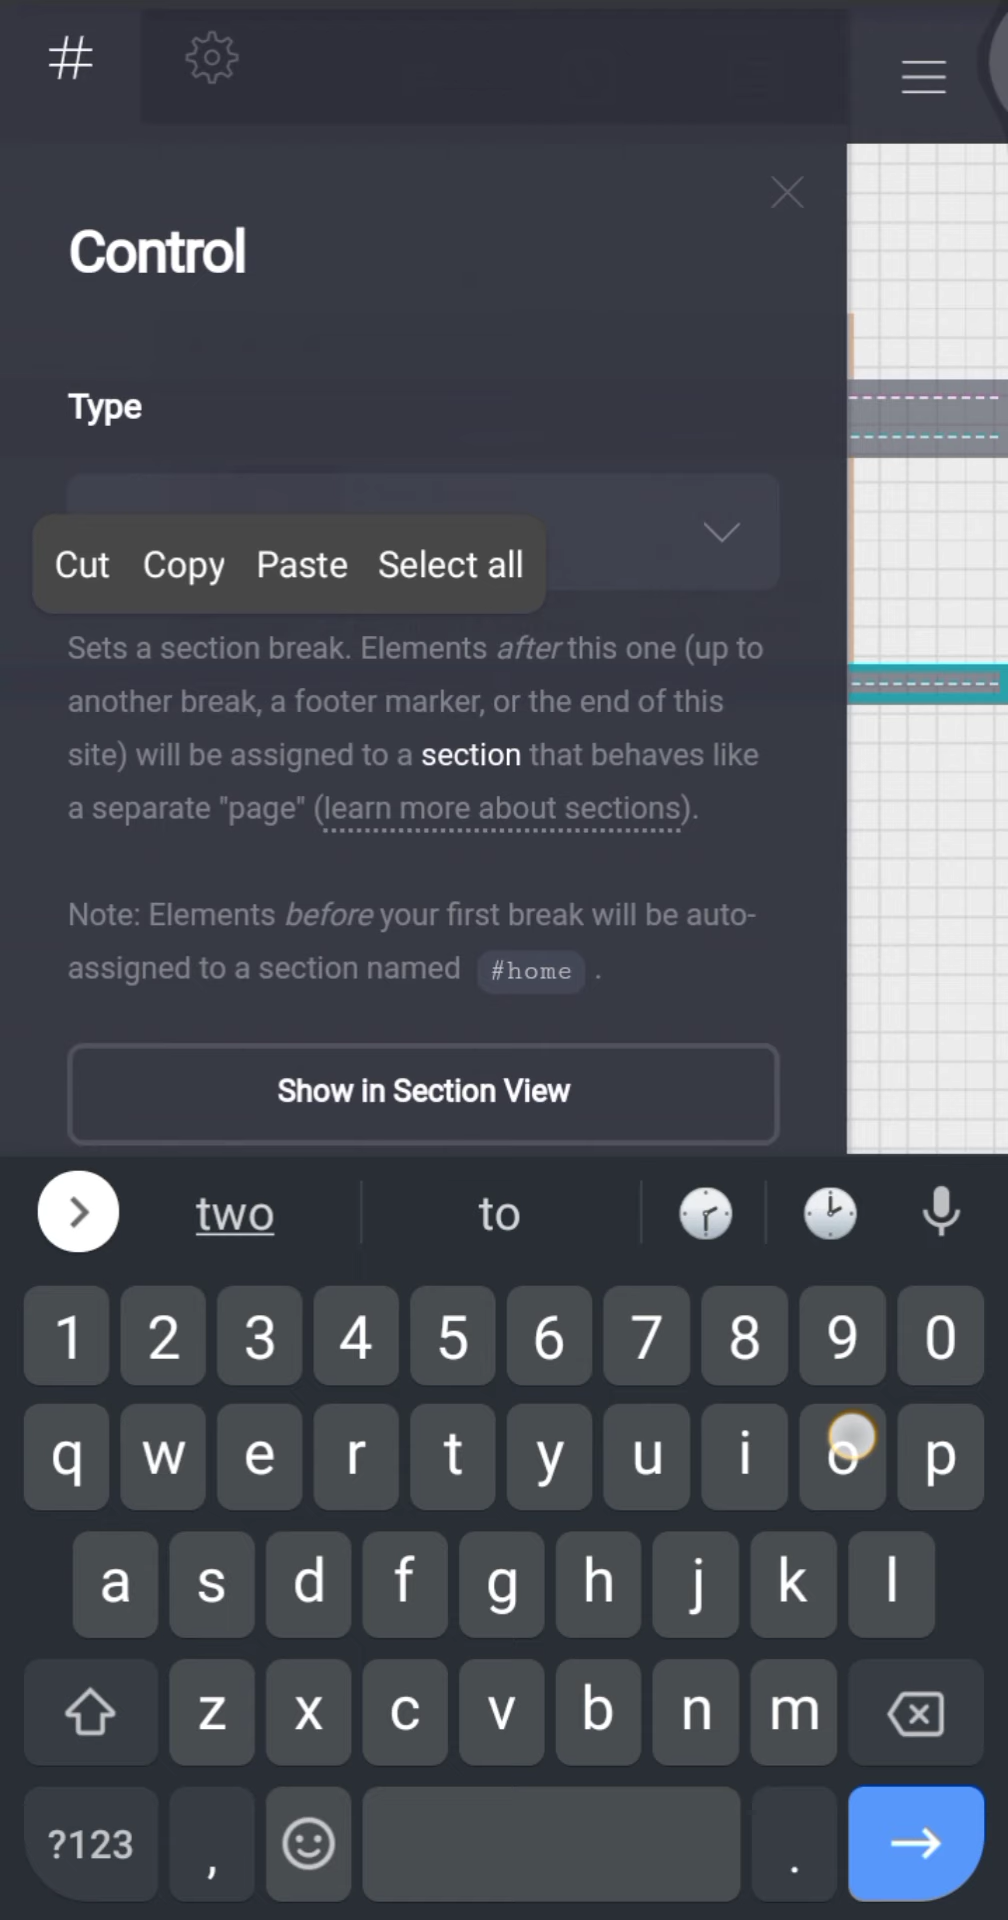 #
Control
Type
Cut Copy Paste Select all
Sets a section break. Elements after this one (up to
another break, a footer marker, or the end of this
site) will be assigned to a section that behaves like
a separate "page" (learn more about sections).
Note: Elements before your first break will be auto-
assigned to a section named #home .
Show in Section View
two to
1 2 3 4 5 6 7 8 9 0
q w e r t y u i o p
a s d f g h j k l
z x c v b n m
?123 , .